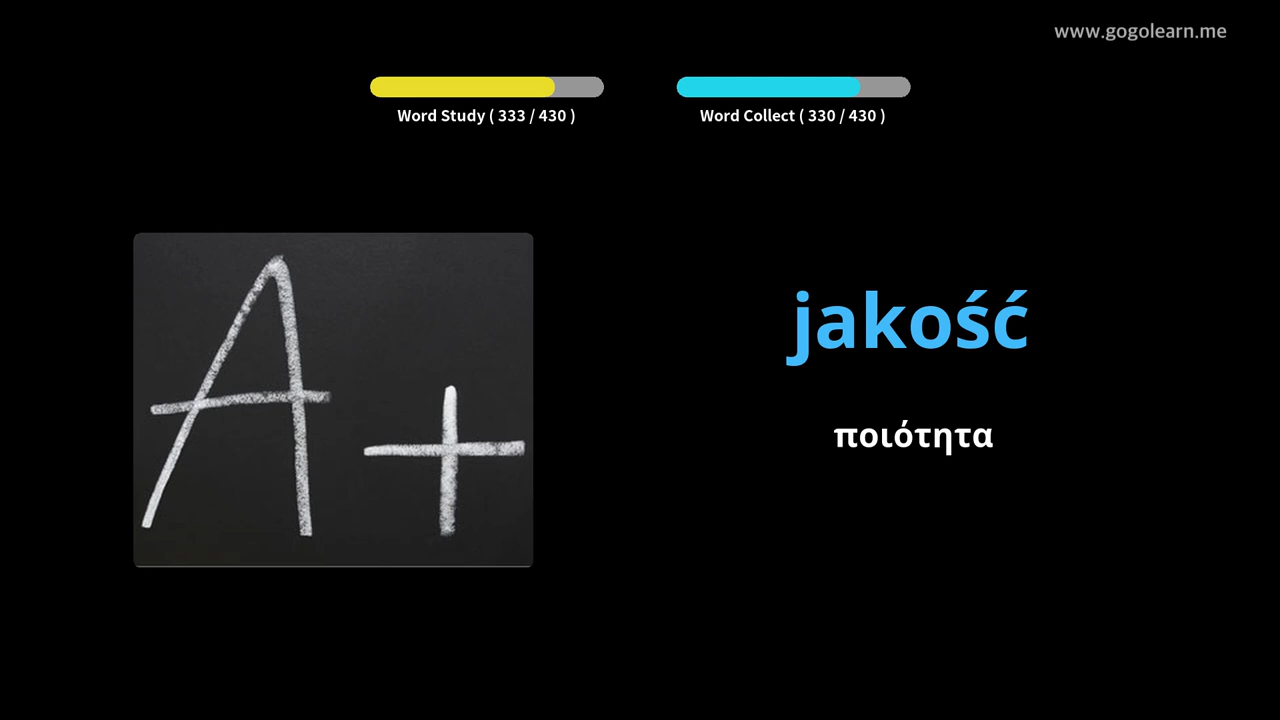 www.gogolearn.me
Word Study ( 333 / 430 )
Word Collect ( 330 / 430 )
A+
jakość
ποιότητα